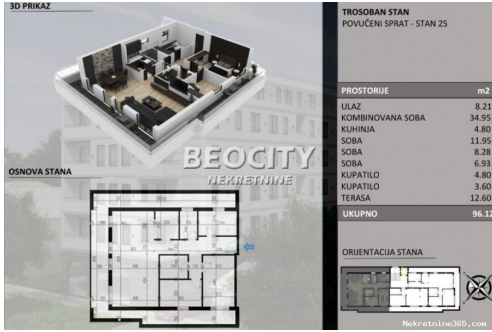 3D PRIKAZ
TROSOBAN STAN
POVUČENI SPRAT - STAN 25
PROSTORIJE m2
ULAZ 8.21
KOMBINOVANA SOBA 34.95
KUHINJA 4.80
SOBA 11.95
SOBA 8.28
SOBA 6.93
KUPATILO 4.80
KUPATILO 3.60
TERASA 12.60
UKUPNO 96.12
BEOCITY
NEKRETNINE
OSNOVA STANA
ORIJENTACIJA STANA
Nekretnine365.com